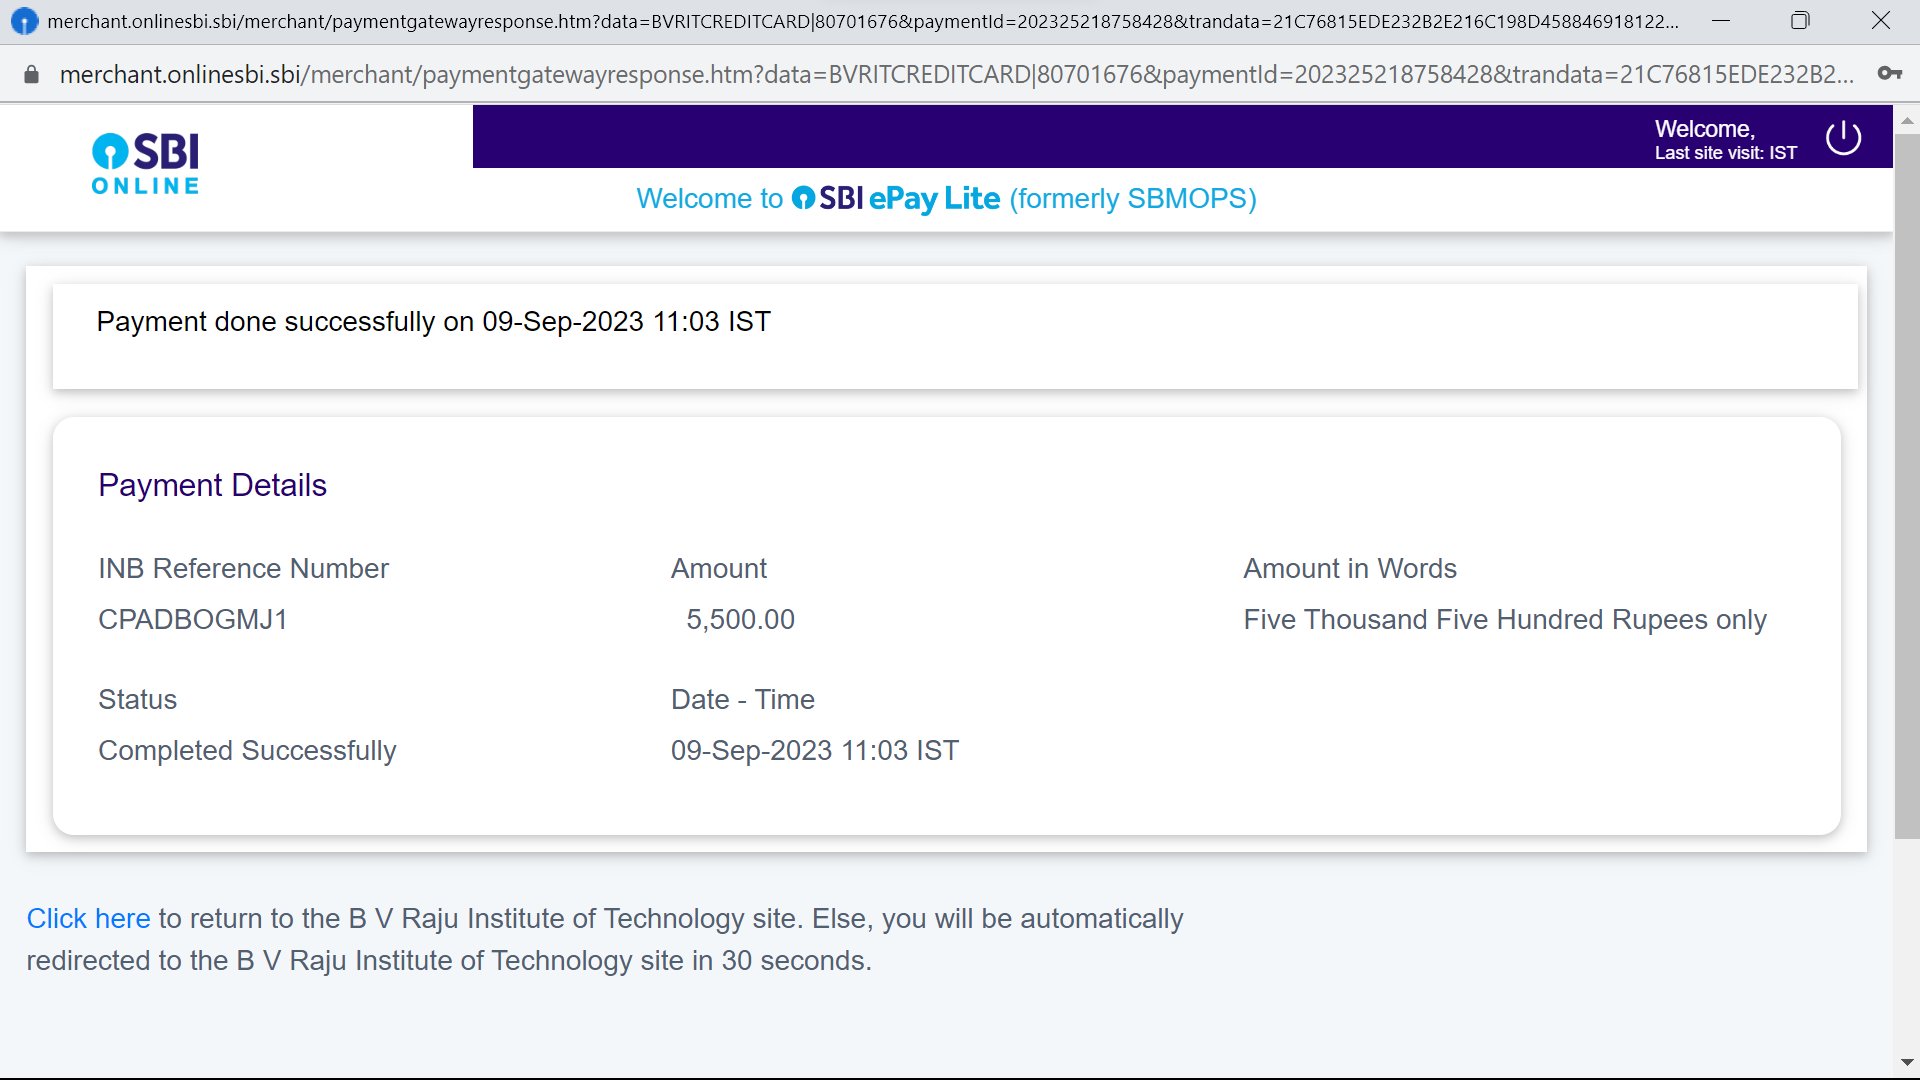 merchant.onlinesbi.sbi/merchant/paymentgatewayresponse.htm?data=BVRITCREDITCARD|80701676&paymentId=202325218758428&trandata=21C76815EDE232B2E216C198D458846918122...
merchant.onlinesbi.sbi/merchant/paymentgatewayresponse.htm?data=BVRITCREDITCARD|80701676&paymentId=202325218758428&trandata=21C76815EDE232B2...
SBI
ONLINE
Welcome,
Last site visit: IST
Welcome to SBI ePay Lite (formerly SBMOPS)
Payment done successfully on 09-Sep-2023 11:03 IST
Payment Details
INB Reference Number Amount Amount in Words
CPADBOGMJ1 5,500.00 Five Thousand Five Hundred Rupees only
Status Date - Time
Completed Successfully 09-Sep-2023 11:03 IST
Click here to return to the B V Raju Institute of Technology site. Else, you will be automatically
redirected to the B V Raju Institute of Technology site in 30 seconds.